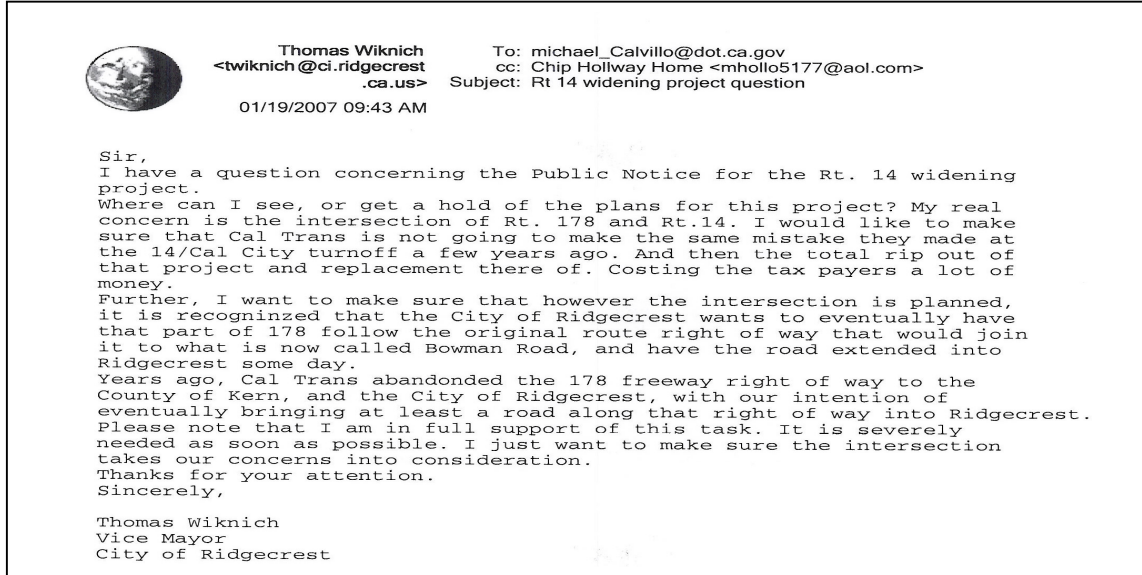 Thomas Wiknich
<twiknich@ci.ridgecrest
.ca.us>
01/19/2007 09:43 AM
To: michael_Calvillo@dot.ca.gov
cc: Chip Hollway Home <mhollo5177@aol.com>
Subject: Rt 14 widening project question
Sir,
I have a question concerning the Public Notice for the Rt. 14 widening
project.
Where can I see, or get a hold of the plans for this project? My real
concern is the intersection of Rt. 178 and Rt.14. I would like to make
sure that Cal Trans is not going to make the same mistake they made at
the 14/Cal City turnoff a few years ago. And then the total rip out of
that project and replacement there of. Costing the tax payers a lot of
money.
Further, I want to make sure that however the intersection is planned,
it is recogninzed that the City of Ridgecrest wants to eventually have
that part of 178 follow the original route right of way that would join
it to what is now called Bowman Road, and have the road extended into
Ridgecrest some day.
Years ago, Cal Trans abandonded the 178 freeway right of way to the
County of Kern, and the City of Ridgecrest, with our intention of
eventually bringing at least a road along that right of way into Ridgecrest.
Please note that I am in full support of this task. It is severely
needed as soon as possible. I just want to make sure the intersection
takes our concerns into consideration.
Thanks for your attention.
Sincerely,
Thomas Wiknich
Vice Mayor
City of Ridgecrest